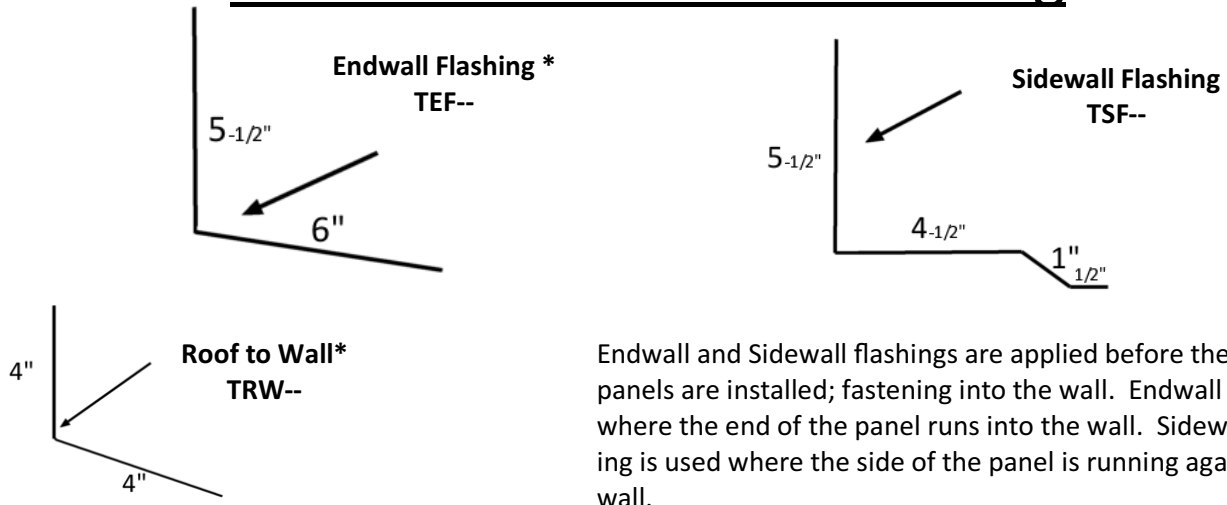 Endwall Flashing *
TEF--
5-1/2"
6"
Sidewall Flashing
TSF--
5-1/2"
4-1/2"
1"
1/2"
Roof to Wall*
TRW--
4"
4"
Endwall and Sidewall flashings are applied before the
panels are installed; fastening into the wall. Endwall
where the end of the panel runs into the wall.
ing is used where the side of the panel is running
wall.